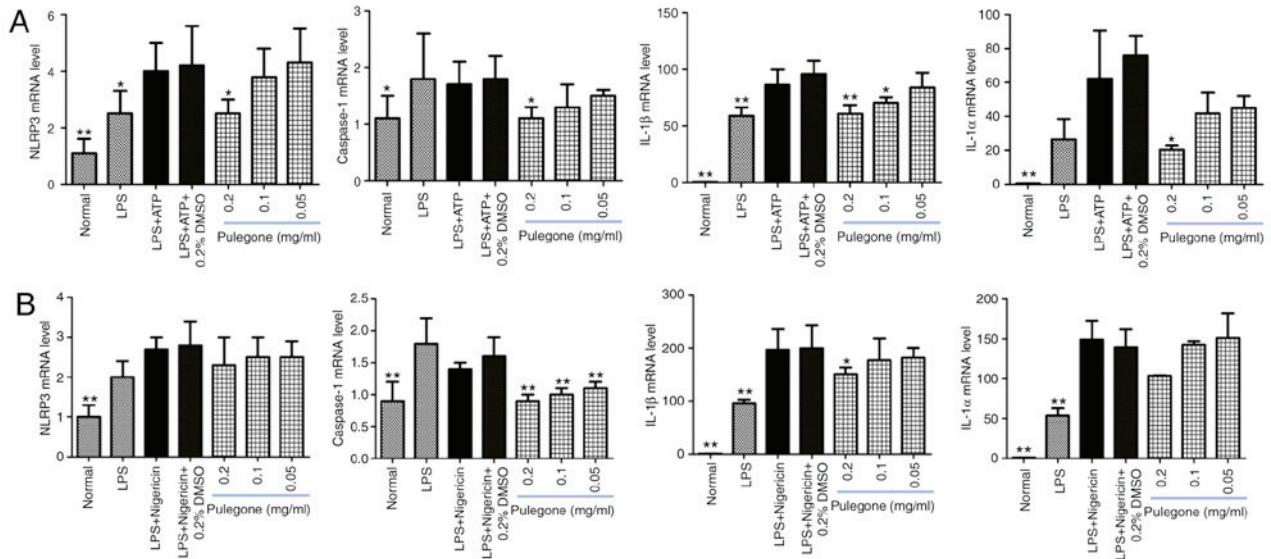 A
NLRP3 mRNA level
6
4
2
0
** * *
Normal
LPS
LPS+ATP
LPS+ATP+
0.2% DMSO
0.2
0.1
0.05
Pulegone (mg/ml)
Caspase-1 mRNA level
3
2
1
0
* *
Normal
LPS
LPS+ATP
LPS+ATP+
0.2% DMSO
0.2
0.1
0.05
Pulegone (mg/ml)
IL-1β mRNA level
150
100
50
0
** ** ** *
Normal
LPS
LPS+ATP
LPS+ATP+
0.2% DMSO
0.2
0.1
0.05
Pulegone (mg/ml)
IL-1α mRNA level
100
80
60
40
20
0
** *
Normal
LPS
LPS+ATP
LPS+ATP+
0.2% DMSO
0.2
0.1
0.05
Pulegone (mg/ml)
B
NLRP3 mRNA level
4
3
2
1
0
**
Normal
LPS
LPS+Nigericin
LPS+Nigericin+
0.2% DMSO
0.2
0.1
0.05
Pulegone (mg/ml)
Caspase-1 mRNA level
2.5
2.0
1.5
1.0
0.5
0.0
** ** ** **
Normal
LPS
LPS+Nigericin
LPS+Nigericin+
0.2% DMSO
0.2
0.1
0.05
Pulegone (mg/ml)
IL-1β mRNA level
300
200
100
0
** ** *
Normal
LPS
LPS+Nigericin
LPS+Nigericin+
0.2% DMSO
0.2
0.1
0.05
Pulegone (mg/ml)
IL-1α mRNA level
200
150
100
50
0
** **
Normal
LPS
LPS+Nigericin
LPS+Nigericin+
0.2% DMSO
0.2
0.1
0.05
Pulegone (mg/ml)